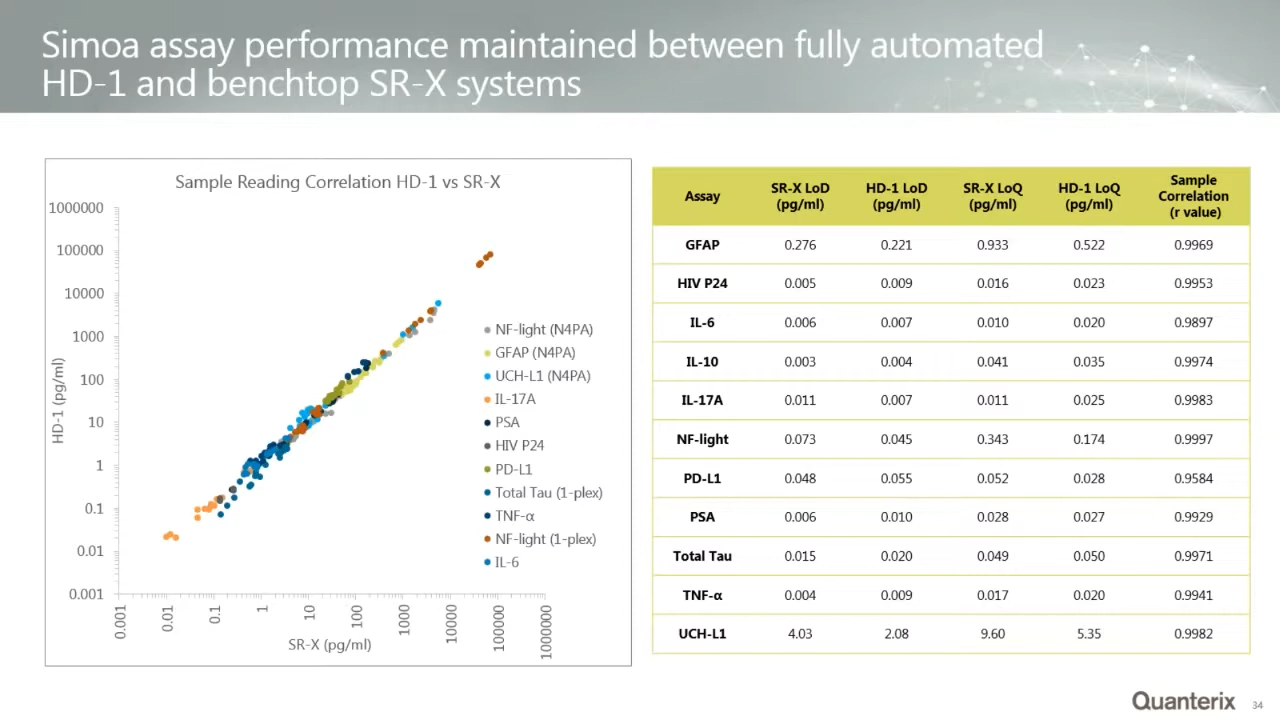 Simoa assay performance maintained between fully automated
HD-1 and benchtop SR-X systems
Sample Reading Correlation HD-1 vs SR-X
1000000
100000
10000
1000
100
10
1
0.1
0.01
0.001
HD-1 (pg/ml)
0.001 0.01 0.1 1 10 100 1000 10000 100000 1000000
SR-X (pg/ml)
NF-light (N4PA)
GFAP (N4PA)
UCH-L1 (N4PA)
IL-17A
PSA
HIV P24
PD-L1
Total Tau (1-plex)
TNF-α
NF-light (1-plex)
IL-6
Assay SR-X LoD (pg/ml) HD-1 LoD (pg/ml) SR-X LoQ (pg/ml) HD-1 LoQ (pg/ml) Sample Correlation (r value)
GFAP 0.276 0.221 0.933 0.522 0.9969
HIV P24 0.005 0.009 0.016 0.023 0.9953
IL-6 0.006 0.007 0.010 0.020 0.9897
IL-10 0.003 0.004 0.041 0.035 0.9974
IL-17A 0.011 0.007 0.011 0.025 0.9983
NF-light 0.073 0.045 0.343 0.174 0.9997
PD-L1 0.048 0.055 0.052 0.028 0.9584
PSA 0.006 0.010 0.028 0.027 0.9929
Total Tau 0.015 0.020 0.049 0.050 0.9971
TNF-α 0.004 0.009 0.017 0.020 0.9941
UCH-L1 4.03 2.08 9.60 5.35 0.9982
Quanterix 34